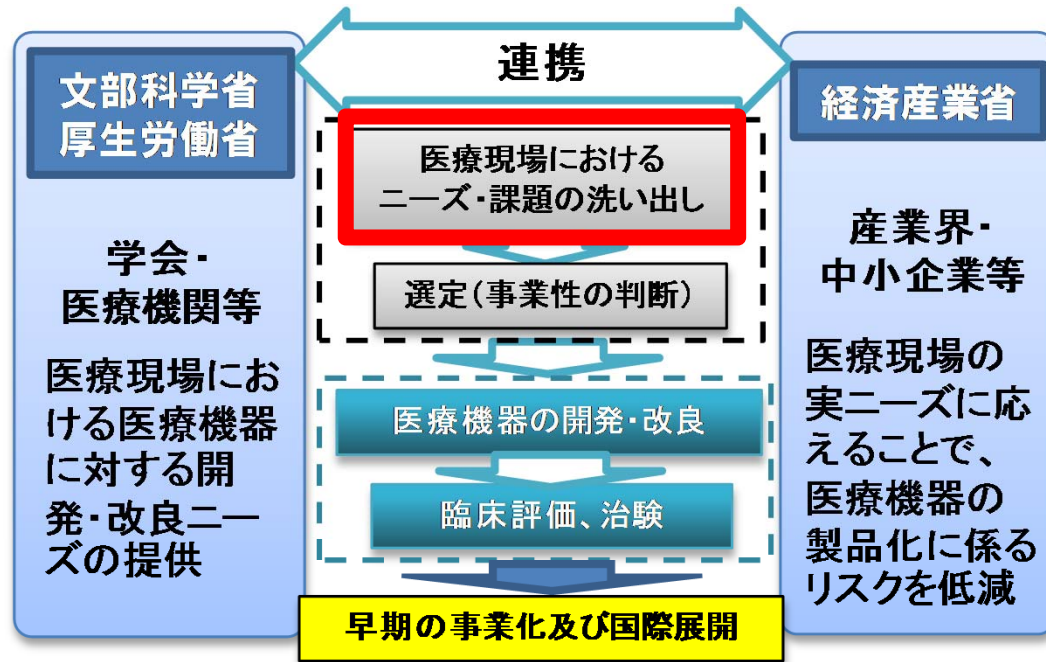 連携
文部科学省
厚生労働省
学会・
医療機関等
医療現場にお
ける医療機器
に対する開
発・改良ニー
ズの提供
医療現場における
ニーズ・課題の洗い出し
選定(事業性の判断)
医療機器の開発・改良
臨床評価、治験
早期の事業化及び国際展開
経済産業省
産業界・
中小企業等
医療現場の
実ニーズに応
えることで、
医療機器の
製品化に係る
リスクを低減